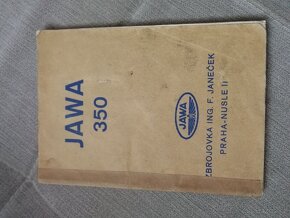 JAWA
350
JAWA
ZBROJOVKA ING. F. JANEČEK
PRAHA-NUSLE II